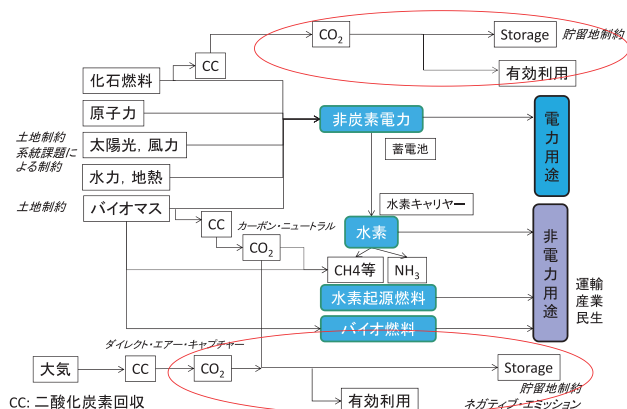 CO2
Storage
貯留地制約
CC
有効利用
化石燃料
原子力
非炭素電力
電力用途
土地制約
系統課題に
よる制約
太陽光，風力
蓄電池
水力，地熱
土地制約
バイオマス
水素キャリヤー
CC
カーボン・ニュートラル
水素
CO2
CH4等
NH3
非電力用途
水素起源燃料
運輸
産業
民生
バイオ燃料
ダイレクト・エアー・キャプチャー
大気
CC
CO2
Storage
貯留地制約
ネガティブ・エミッション
有効利用
CC: 二酸化炭素回収